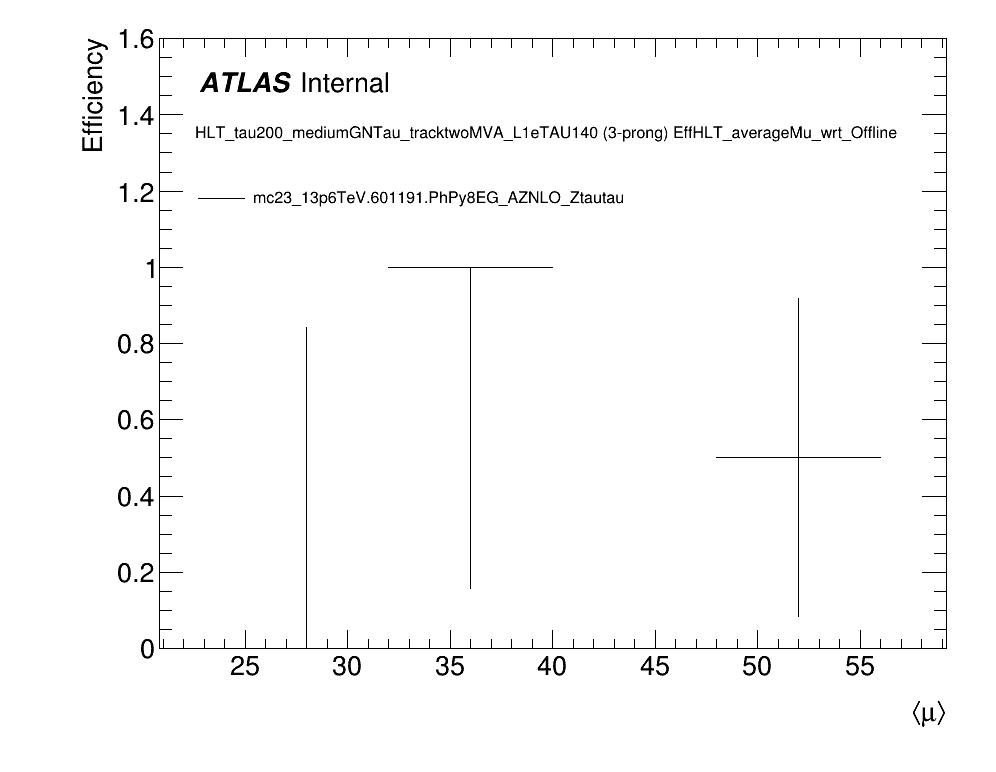 Efficiency
1.6
1.4
1.2
1
0.8
0.6
0.4
0.2
0
ATLAS Internal
HLT_tau200_mediumGNTau_tracktwoMVA_L1eTAU140 (3-prong) EffHLT_averageMu_wrt_Offline
mc23_13p6TeV.601191.PhPy8EG_AZNLO_Ztautau
25 30 35 40 45 50 55
⟨μ⟩